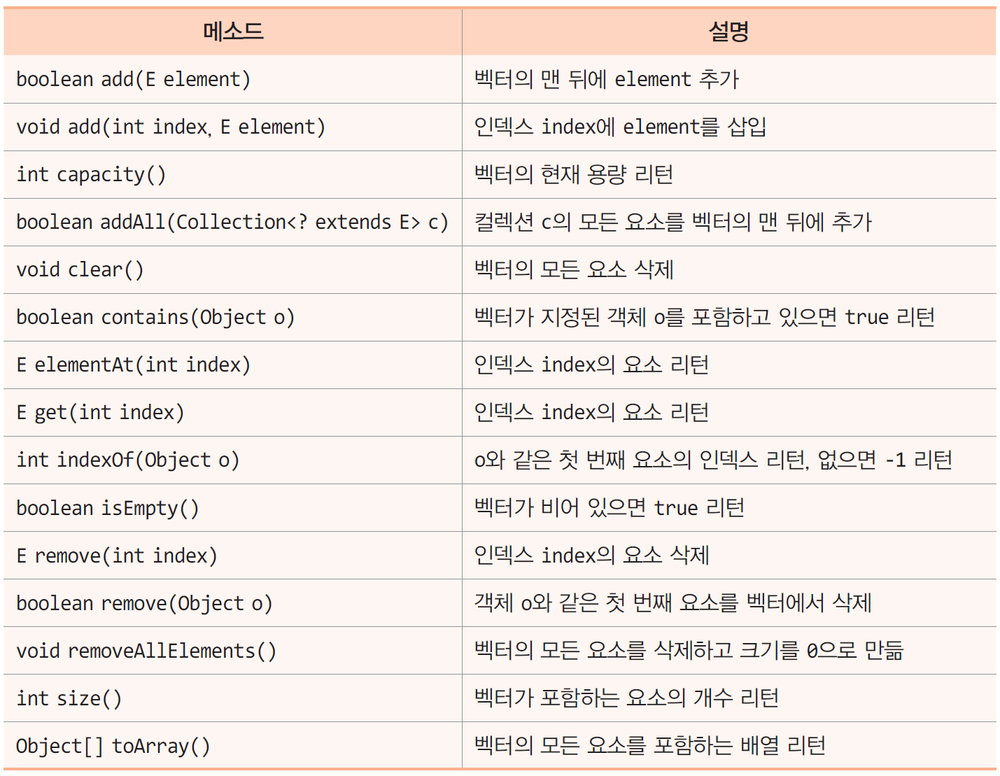 메소드 설명
boolean add(E element) 벡터의 맨 뒤에 element 추가
void add(int index, E element) 인덱스 index에 element를 삽입
int capacity() 벡터의 현재 용량 리턴
boolean addAll(Collection<? extends E> c) 컬렉션 c의 모든 요소를 벡터의 맨 뒤에 추가
void clear() 벡터의 모든 요소 삭제
boolean contains(Object o) 벡터가 지정된 객체 o를 포함하고 있으면 true 리턴
E elementAt(int index) 인덱스 index의 요소 리턴
E get(int index) 인덱스 index의 요소 리턴
int indexOf(Object o) o와 같은 첫 번째 요소의 인덱스 리턴, 없으면 -1 리턴
boolean isEmpty() 벡터가 비어 있으면 true 리턴
E remove(int index) 인덱스 index의 요소 삭제
boolean remove(Object o) 객체 o와 같은 첫 번째 요소를 벡터에서 삭제
void removeAllElements() 벡터의 모든 요소를 삭제하고 크기를 0으로 만듦
int size() 벡터가 포함하는 요소의 개수 리턴
Object[] toArray() 벡터의 모든 요소를 포함하는 배열 리턴